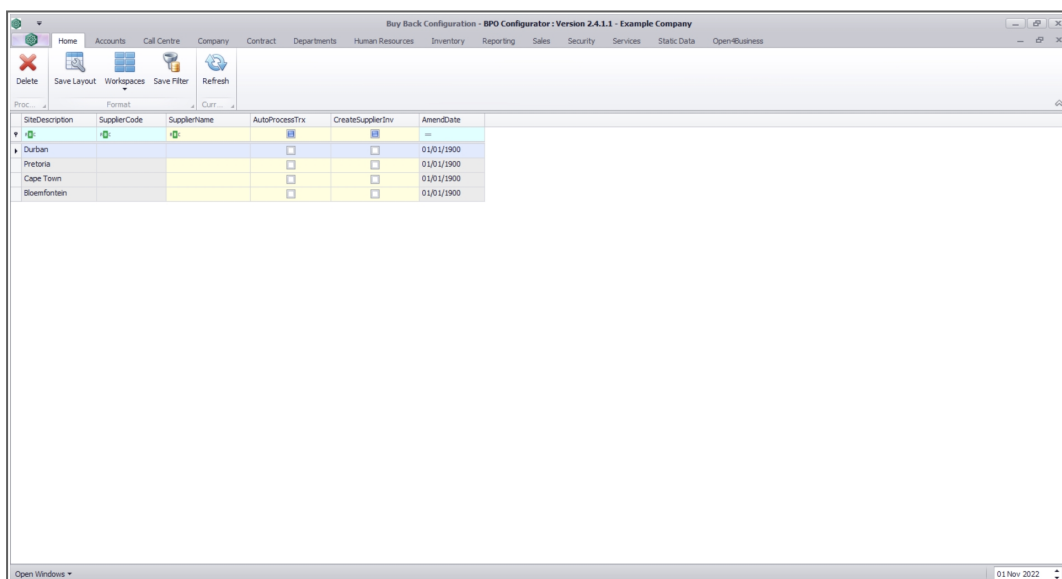 Buy Back Configuration - BPO Configurator : Version 2.4.1.1 - Example Company
Home Accounts Call Centre Company Contract Departments Human Resources Inventory Reporting Sales Security Services Static Data Open4Business
Delete Save Layout Workspaces Save Filter Refresh
Proc... Format Curr...
SiteDescription SupplierCode SupplierName AutoProcessTrx CreateSupplierInv AmendDate
=
Durban 01/01/1900
Pretoria 01/01/1900
Cape Town 01/01/1900
Bloemfontein 01/01/1900
Open Windows 01 Nov 2022